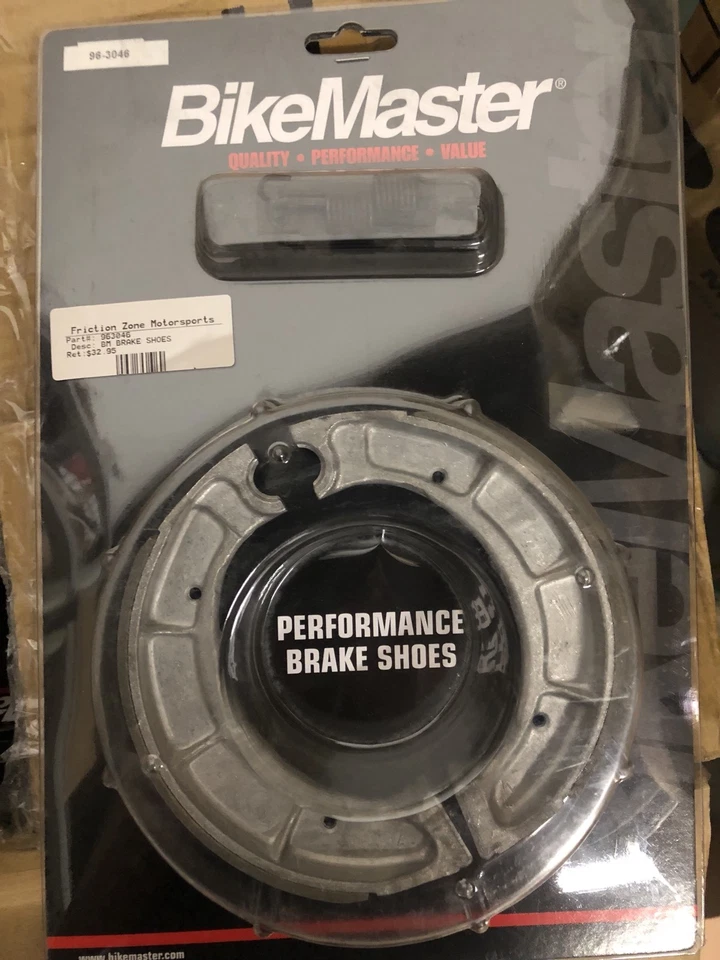 96-3046
BikeMaster®
QUALITY • PERFORMANCE • VALUE
Friction Zone Motorsports
Part#: 963046
Desc: BM BRAKE SHOES
Ret:$32.95
PERFORMANCE
BRAKE SHOES
www.bikemaster.com
BikeMaster